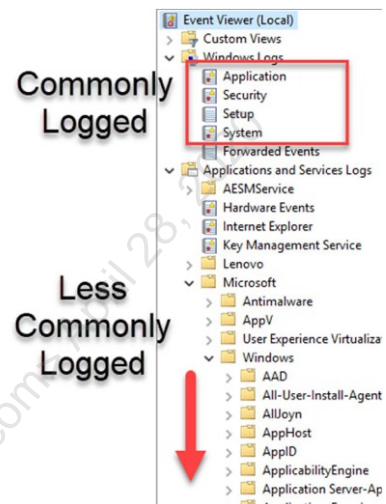 Event Viewer (Local)
Custom Views
Windows Logs
Application
Security
Setup
System
Forwarded Events
Applications and Services Logs
AESMService
Hardware Events
Internet Explorer
Key Management Service
Lenovo
Microsoft
Antimalware
AppV
User Experience Virtualiza
Windows
AAD
All-User-Install-Agent
AllJoyn
AppHost
AppID
ApplicabilityEngine
Application Server-Ap
Commonly
Logged
Less
Commonly
Logged